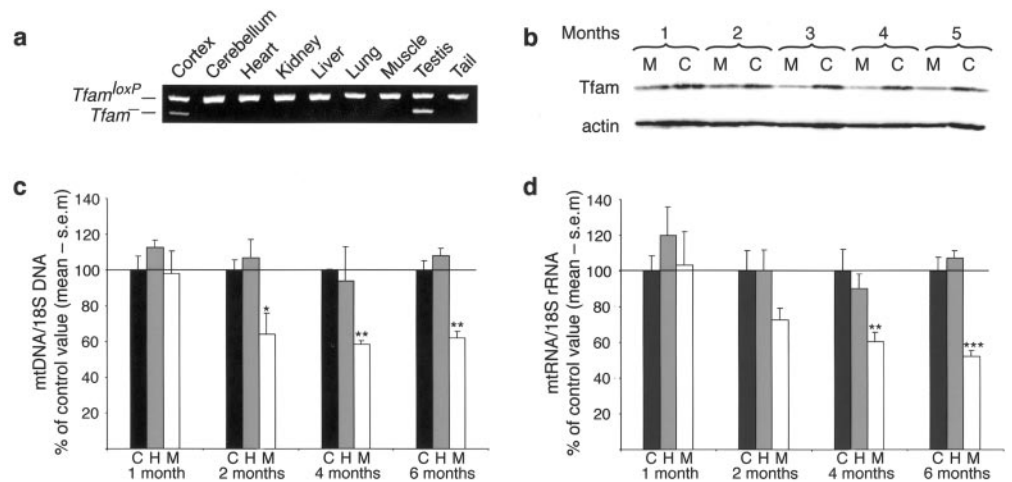 a
Cortex Cerebellum Heart Kidney Liver Lung Muscle Testis Tail
Tfam loxP
Tfam –
b
Months 1 2 3 4 5
M C M C M C M C M C
Tfam
actin
c
mtDNA/18S DNA
% of control value (mean – s.e.m)
140
120
100
80
60
40
20
* ** **
C H M C H M C H M C H M
1 month 2 months 4 months 6 months
d
mtRNA/18S rRNA
% of control value (mean – s.e.m)
140
120
100
80
60
40
20
** ***
C H M C H M C H M C H M
1 month 2 months 4 months 6 months